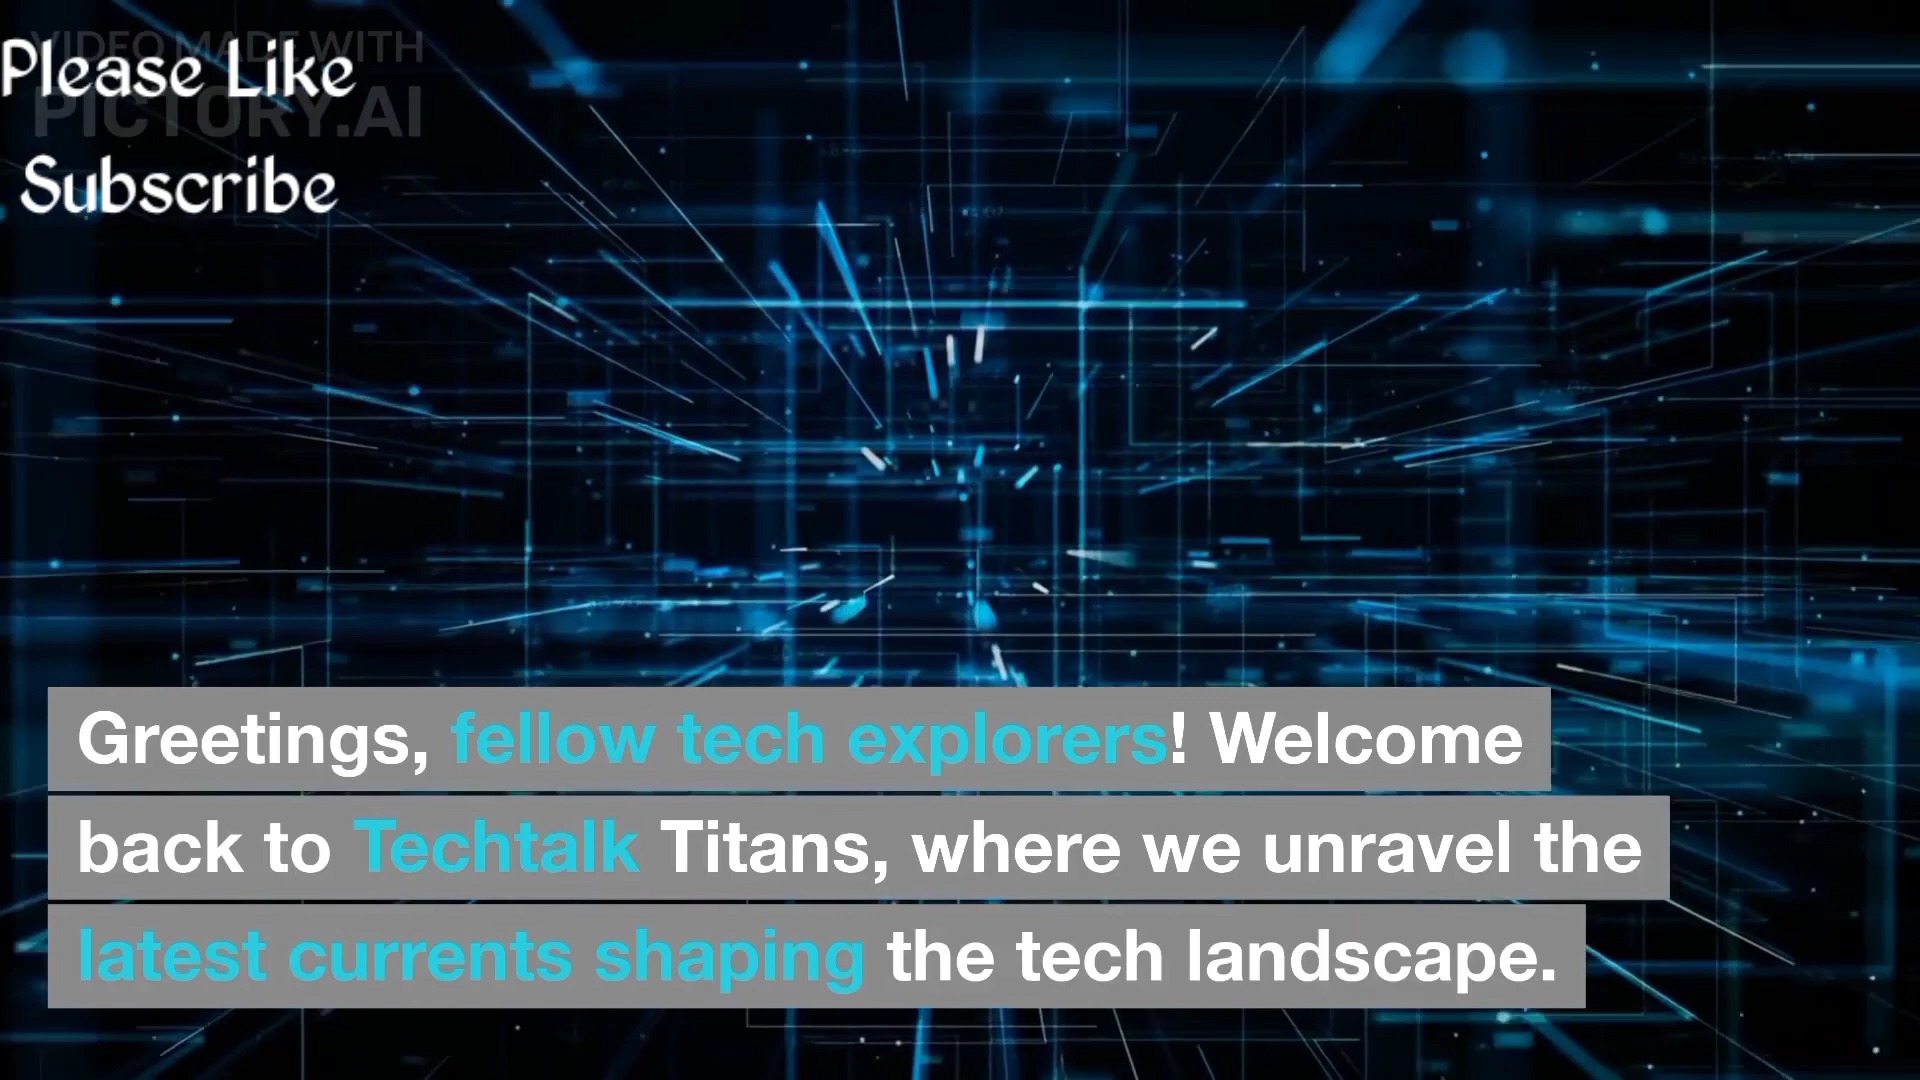 VIDEO MADE WITH
Please Like
PICTORY.AI
Subscribe
Greetings, fellow tech explorers! Welcome
back to Techtalk Titans, where we unravel the
latest currents shaping the tech landscape.